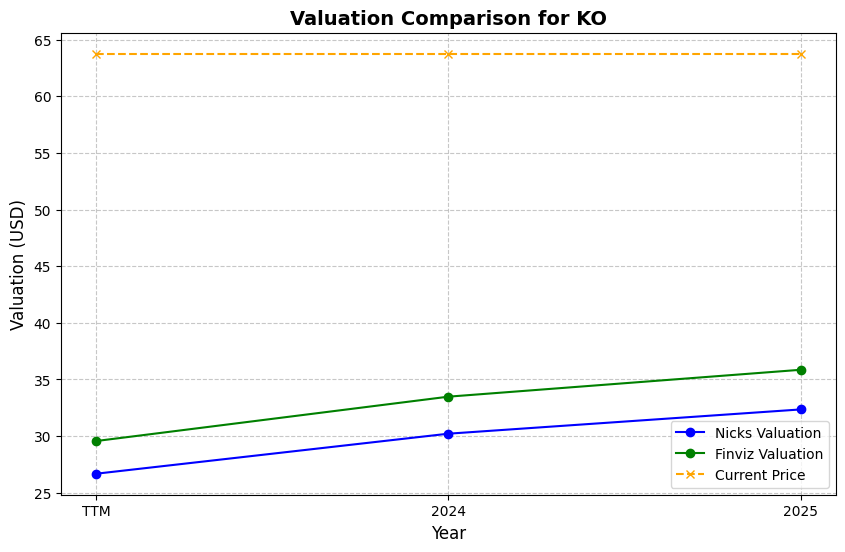 Valuation Comparison for KO
Valuation (USD)
65
60
55
50
45
40
35
30
25
TTM
2024
2025
Year
Nicks Valuation
Finviz Valuation
Current Price